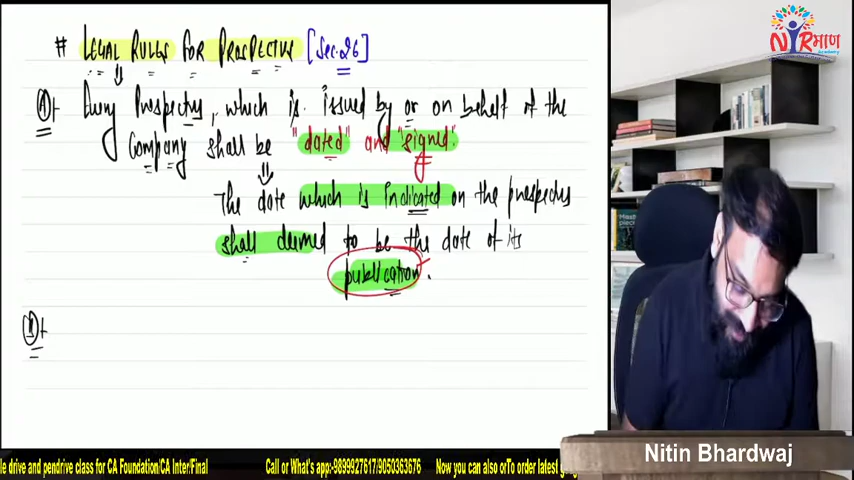 # LEGAL RULES FOR PROSPECTIVE [Sec.26]
(A)+ Every Prospectus, which is issued by or on behalf of the
Company shall be "dated" and "signed".
The date which is indicated on the prospectus
shall deemed to be the date of its
publication.
NIRमाण
Academy
Nitin Bhardwaj
le drive and pendrive class for CA Foundation/CA Inter/Final Call or What's app:-9899927617/9050363676 Now you can also orTo order latest